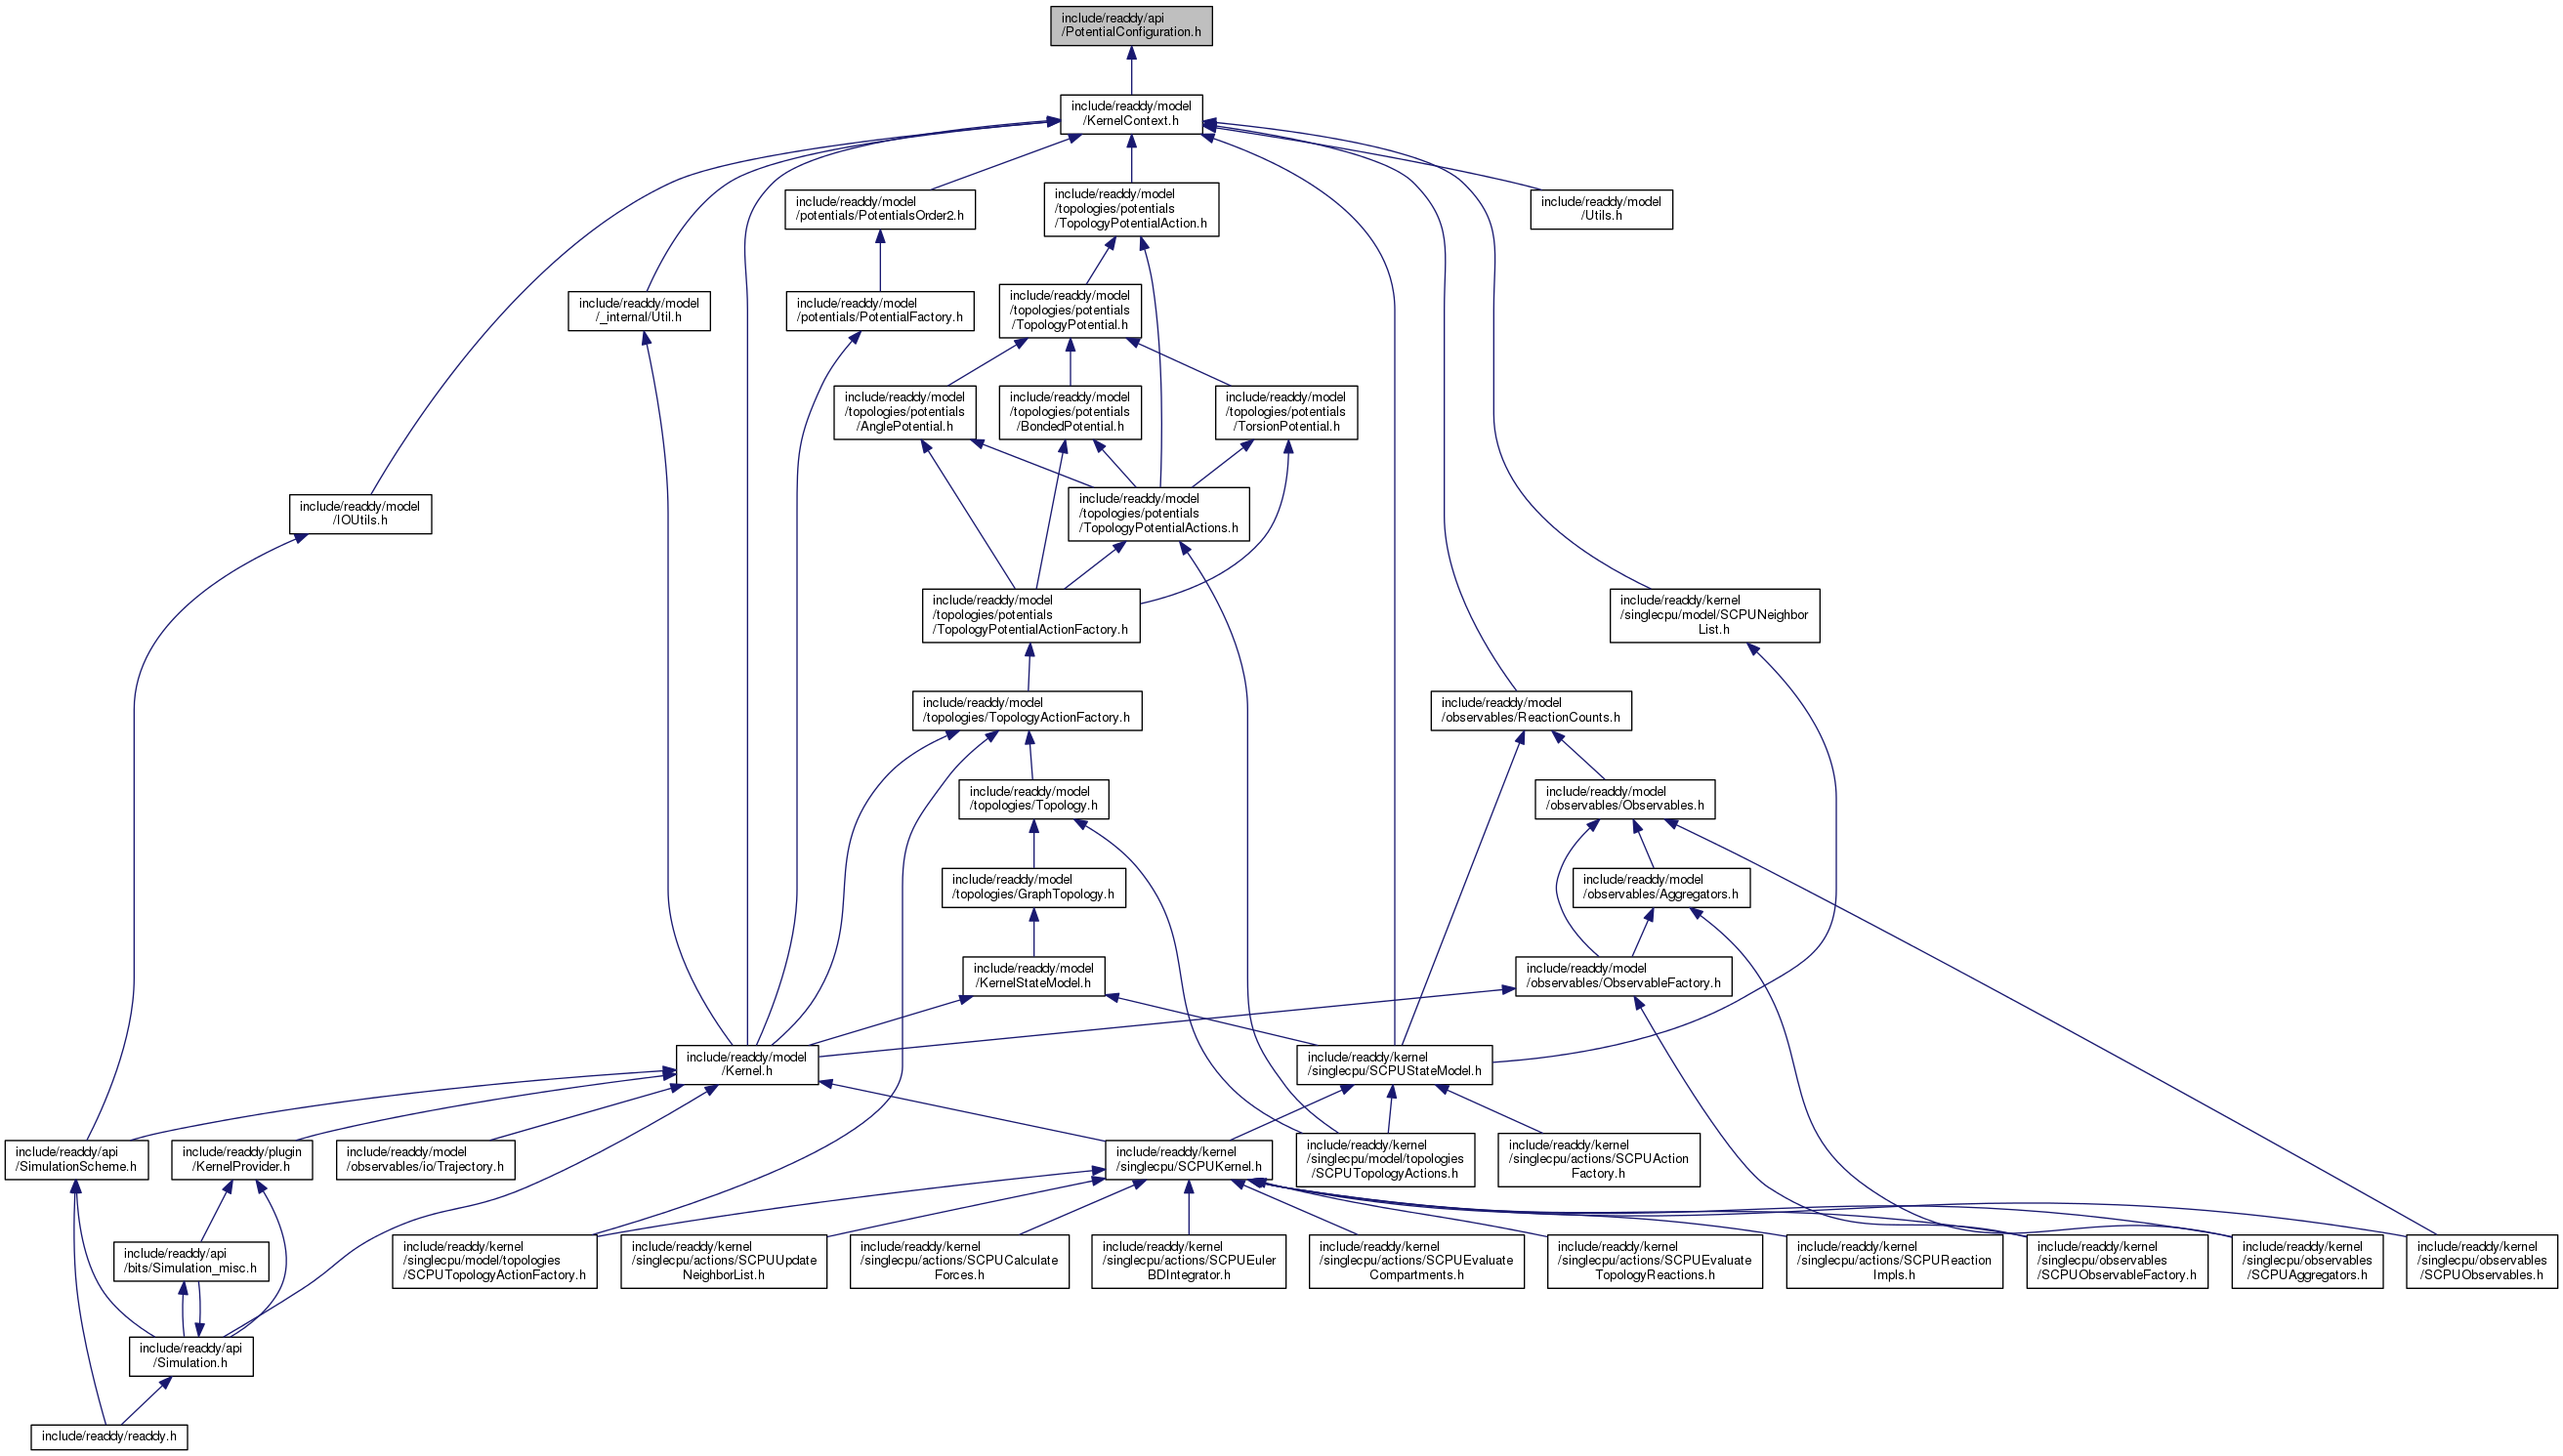 include/readdy/api
/PotentialConfiguration.h
include/readdy/model
/KernelContext.h
include/readdy/model
/potentials/PotentialsOrder2.h
include/readdy/model
/topologies/potentials
/TopologyPotentialAction.h
include/readdy/model
/Utils.h
include/readdy/model
/_internal/Util.h
include/readdy/model
/potentials/PotentialFactory.h
include/readdy/model
/topologies/potentials
/TopologyPotential.h
include/readdy/model
/topologies/potentials
/AnglePotential.h
include/readdy/model
/topologies/potentials
/BondedPotential.h
include/readdy/model
/topologies/potentials
/TorsionPotential.h
include/readdy/model
/IOUtils.h
include/readdy/model
/topologies/potentials
/TopologyPotentialActions.h
include/readdy/model
/topologies/potentials
/TopologyPotentialActionFactory.h
include/readdy/kernel
/singlecpu/model/SCPUNeighbor
List.h
include/readdy/model
/topologies/TopologyActionFactory.h
include/readdy/model
/observables/ReactionCounts.h
include/readdy/model
/topologies/Topology.h
include/readdy/model
/observables/Observables.h
include/readdy/model
/topologies/GraphTopology.h
include/readdy/model
/observables/Aggregators.h
include/readdy/model
/KernelStateModel.h
include/readdy/model
/observables/ObservableFactory.h
include/readdy/model
/Kernel.h
include/readdy/kernel
/singlecpu/SCPUStateModel.h
include/readdy/api
/SimulationScheme.h
include/readdy/plugin
/KernelProvider.h
include/readdy/model
/observables/io/Trajectory.h
include/readdy/kernel
/singlecpu/SCPUKernel.h
include/readdy/kernel
/singlecpu/model/topologies
/SCPUTopologyActions.h
include/readdy/kernel
/singlecpu/actions/SCPUAction
Factory.h
include/readdy/api
/bits/Simulation_misc.h
include/readdy/kernel
/singlecpu/model/topologies
/SCPUTopologyActionFactory.h
include/readdy/kernel
/singlecpu/actions/SCPUUpdate
NeighborList.h
include/readdy/kernel
/singlecpu/actions/SCPUCalculate
Forces.h
include/readdy/kernel
/singlecpu/actions/SCPUEuler
BDIntegrator.h
include/readdy/kernel
/singlecpu/actions/SCPUEvaluate
Compartments.h
include/readdy/kernel
/singlecpu/actions/SCPUEvaluate
TopologyReactions.h
include/readdy/kernel
/singlecpu/actions/SCPUReaction
Impls.h
include/readdy/kernel
/singlecpu/observables
/SCPUObservableFactory.h
include/readdy/kernel
/singlecpu/observables
/SCPUAggregators.h
include/readdy/kernel
/singlecpu/observables
/SCPUObservables.h
include/readdy/api
/Simulation.h
include/readdy/readdy.h